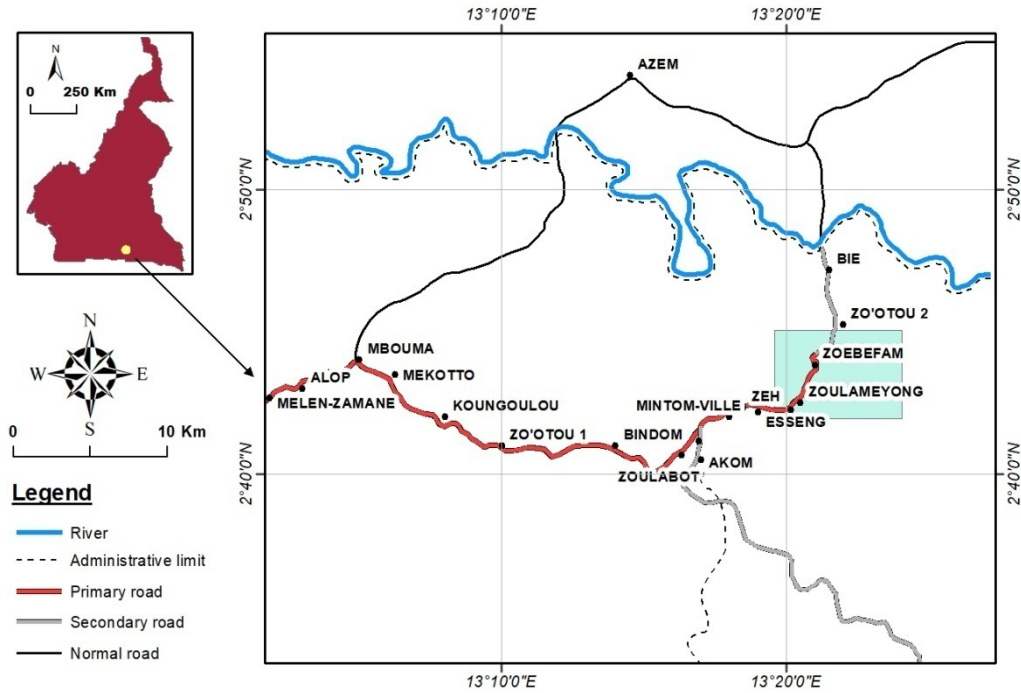 13°10'0"E 13°20'0"E
N
0 250 Km
AZEM
2°50'0"N 2°50'0"N
BIE
ZO'OTOU 2
N
W E
S
MBOUMA
ZOEBEFAM
ALOP
MEKOTTO
ZOULAMEYONG
MELEN-ZAMANE
KOUNGOULOU
MINTOM-VILLE
ZEH
ESSENG
0 10 Km
ZO'OTOU 1
BINDOM
AKOM
ZOULABOT
2°40'0"N 2°40'0"N
Legend
River
Administrative limit
Primary road
Secondary road
Normal road
13°10'0"E 13°20'0"E